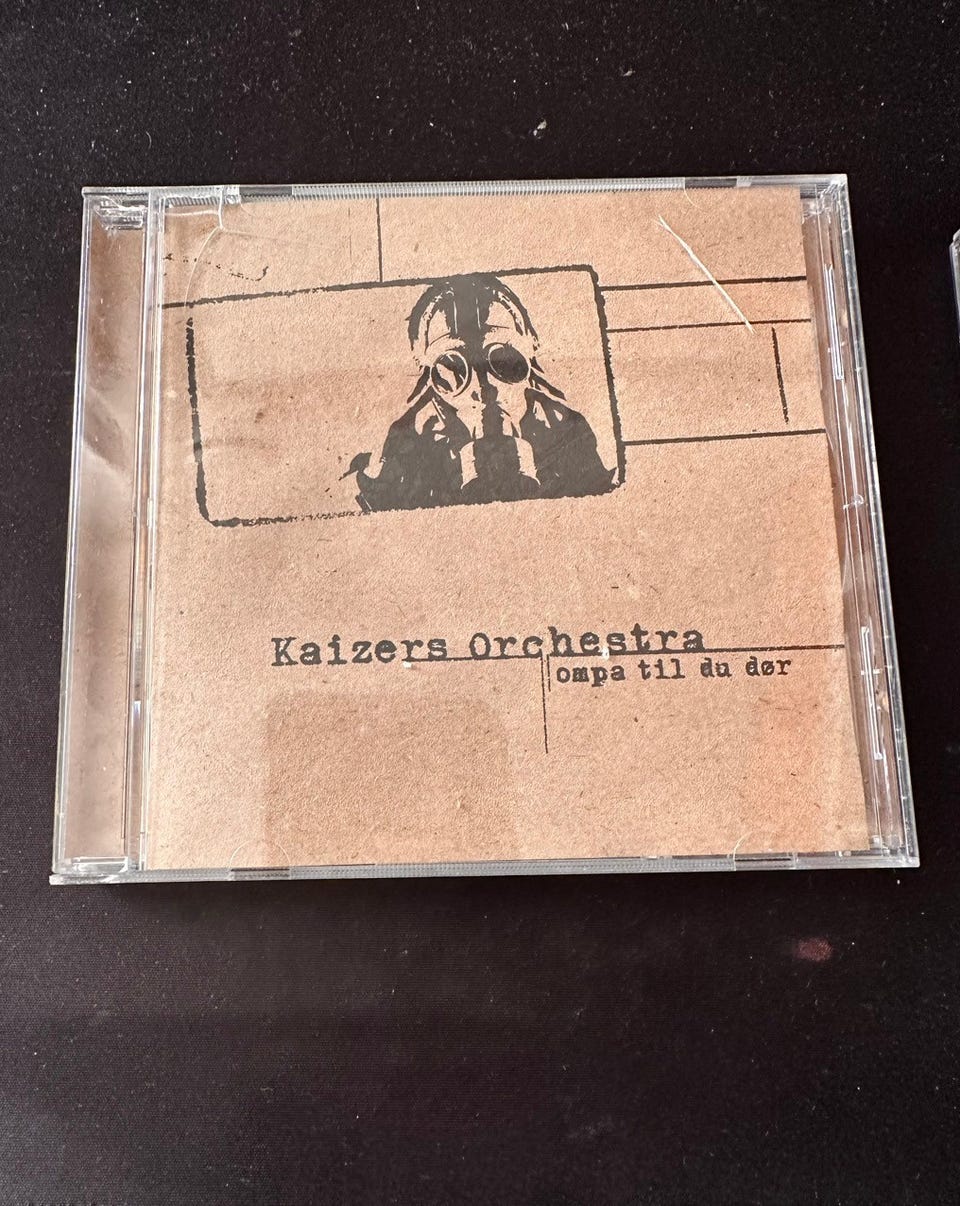 Kaizers Orchestra
ompa til du dør